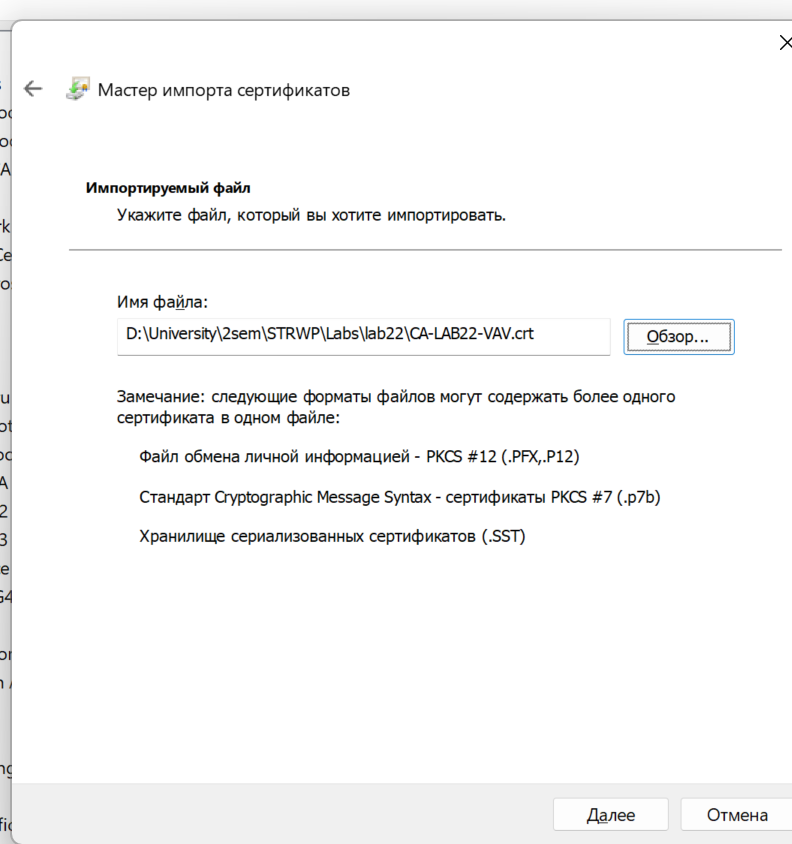 Мастер импорта сертификатов
Импортируемый файл
Укажите файл, который вы хотите импортировать.
Имя файла:
D:\University\2sem\STRWP\Labs\lab22\CA-LAB22-VAV.crt
Обзор...
Замечание: следующие форматы файлов могут содержать более одного
сертификата в одном файле:
Файл обмена личной информацией - PKCS #12 (.PFX,.P12)
Стандарт Cryptographic Message Syntax - сертификаты PKCS #7 (.p7b)
Хранилище сериализованных сертификатов (.SST)
Далее
Отмена